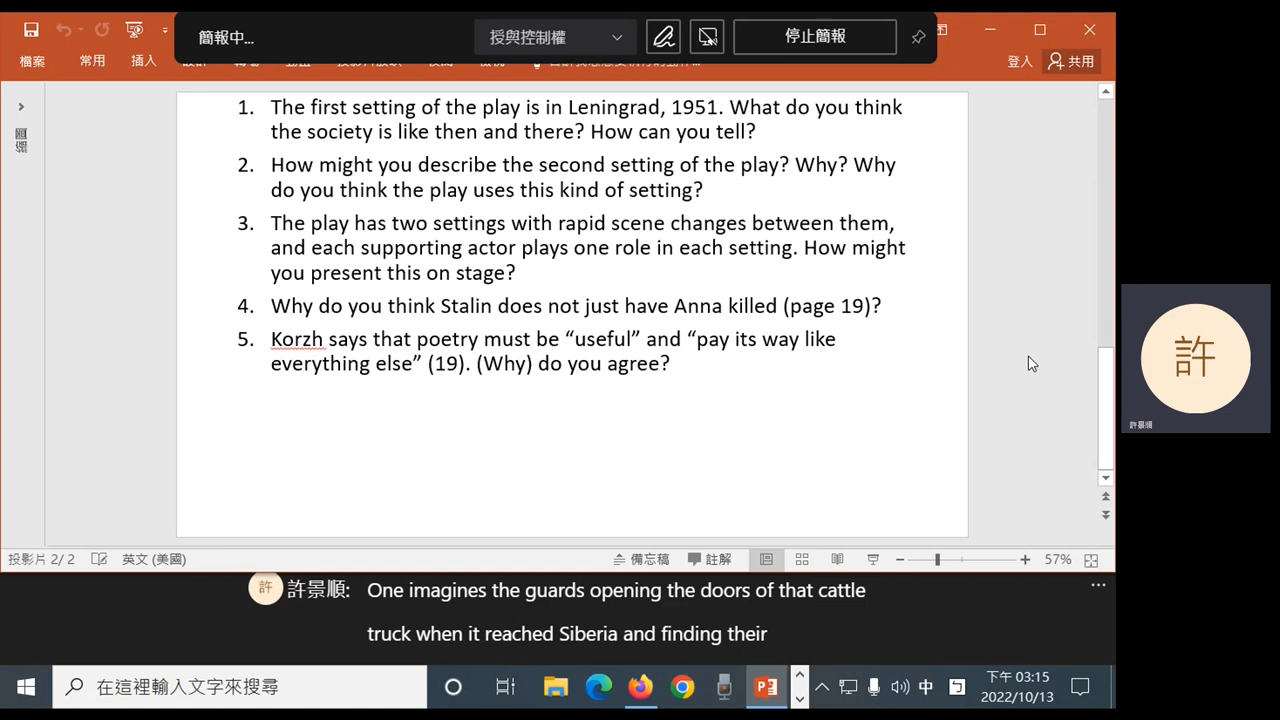 簡報中...
授與控制權
停止簡報
檔案
常用
插入
登入
共用
1. The first setting of the play is in Leningrad, 1951. What do you think
the society is like then and there? How can you tell?
2. How might you describe the second setting of the play? Why? Why
do you think the play uses this kind of setting?
3. The play has two settings with rapid scene changes between them,
and each supporting actor plays one role in each setting. How might
you present this on stage?
4. Why do you think Stalin does not just have Anna killed (page 19)?
5. Korzh says that poetry must be “useful” and “pay its way like
everything else” (19). (Why) do you agree?
許
許景順
投影片 2/ 2
英文 (美國)
備忘稿
註解
57%
許
許景順:
One imagines the guards opening the doors of that cattle
truck when it reached Siberia and finding their
在這裡輸入文字來搜尋
中
下午 03:15
2022/10/13